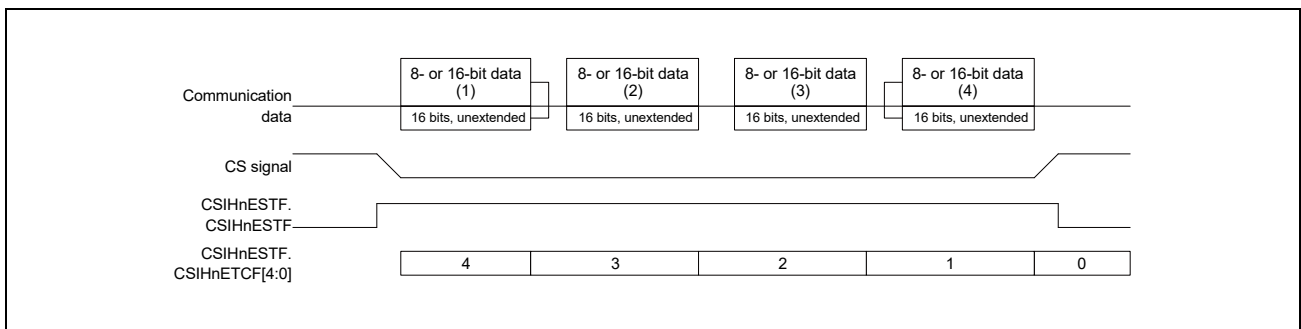 8- or 16-bit data
(1)
8- or 16-bit data
(2)
8- or 16-bit data
(3)
8- or 16-bit data
(4)
Communication
data
16 bits, unextended
16 bits, unextended
16 bits, unextended
16 bits, unextended
CS signal
CSIHnESTF.
CSIHnESTF
CSIHnESTF.
CSIHnETCF[4:0]
4
3
2
1
0